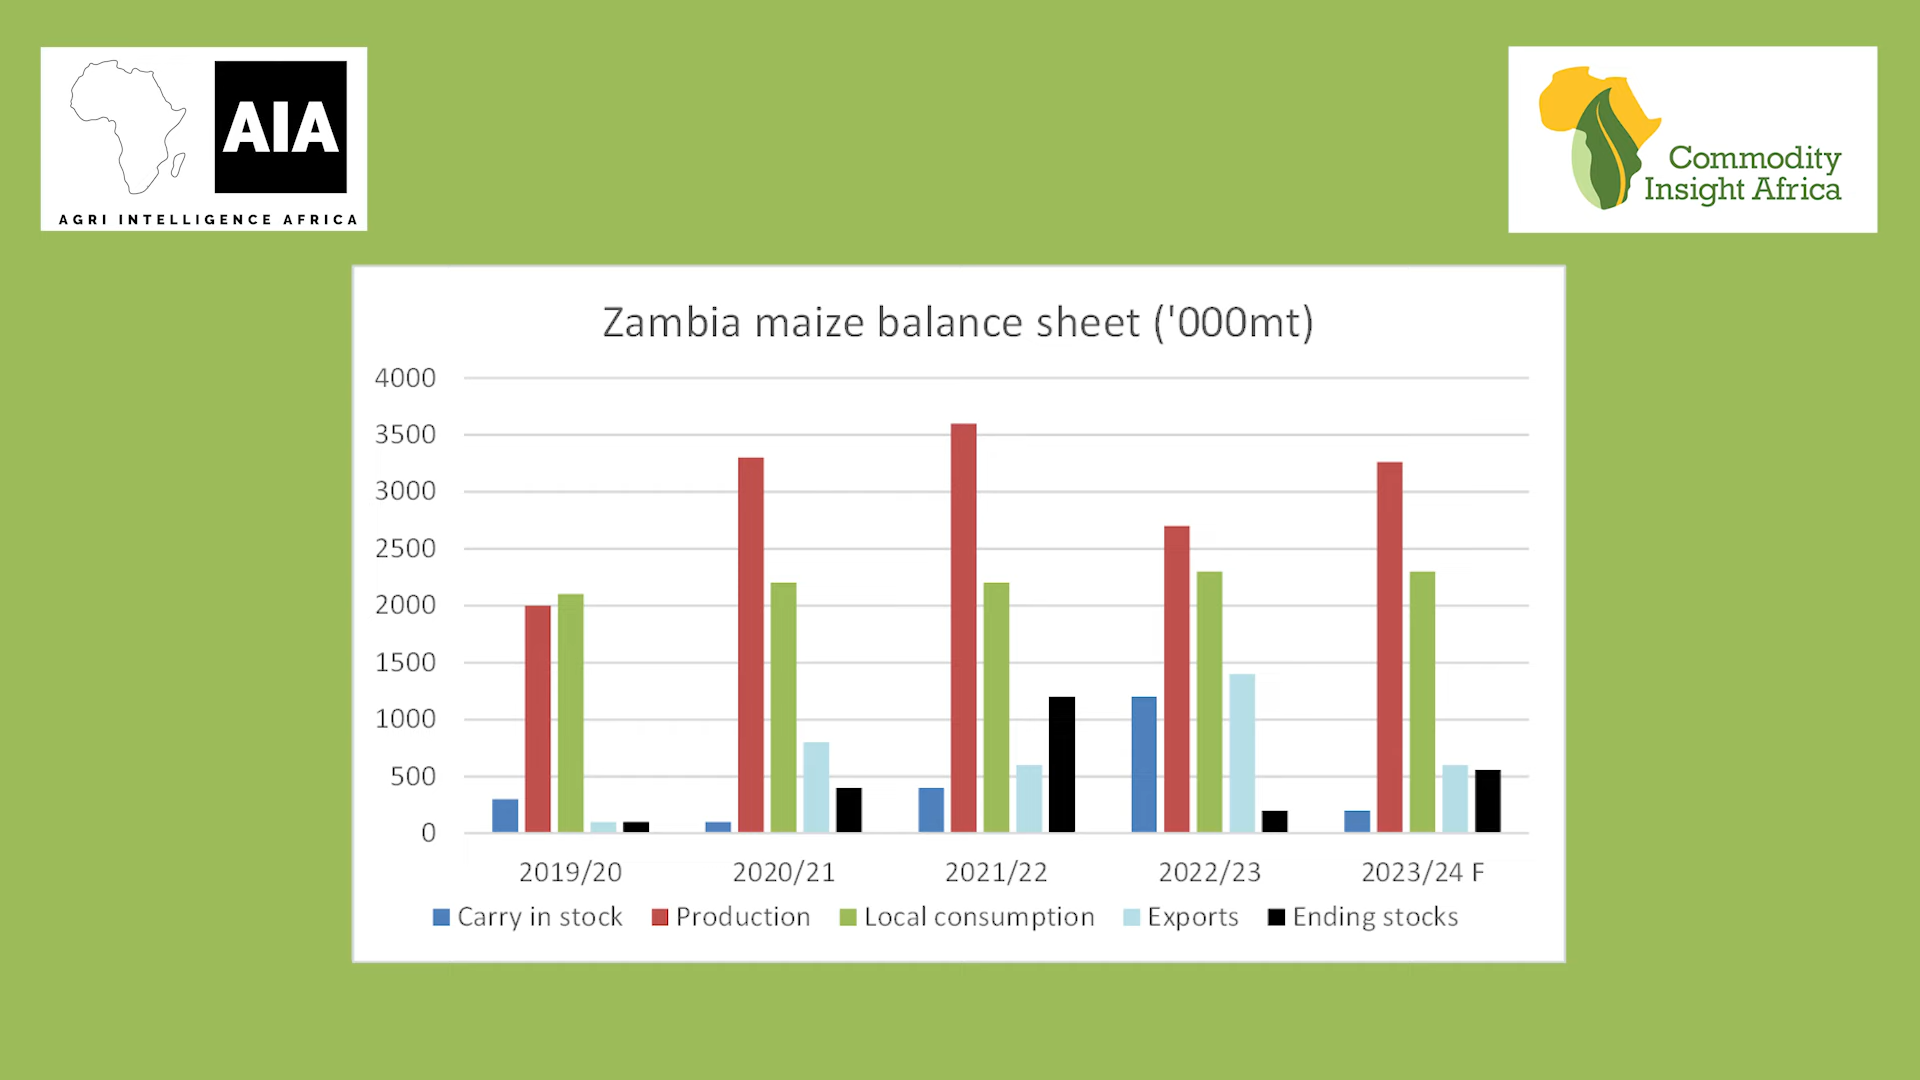 AIA
AGRI INTELLIGENCE AFRICA
Commodity
Insight Africa
Zambia maize balance sheet ('000mt)
4000
3500
3000
2500
2000
1500
1000
500
0
2019/20 2020/21 2021/22 2022/23 2023/24 F
Carry in stock Production Local consumption Exports Ending stocks